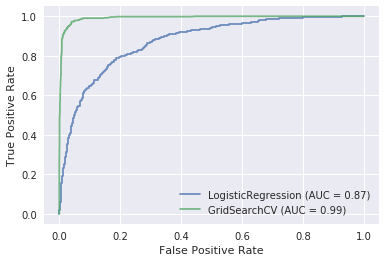 1.0
0.8
0.6
0.4
0.2
0.0
True Positive Rate
LogisticRegression (AUC = 0.87)
GridSearchCV (AUC = 0.99)
0.0 0.2 0.4 0.6 0.8 1.0
False Positive Rate